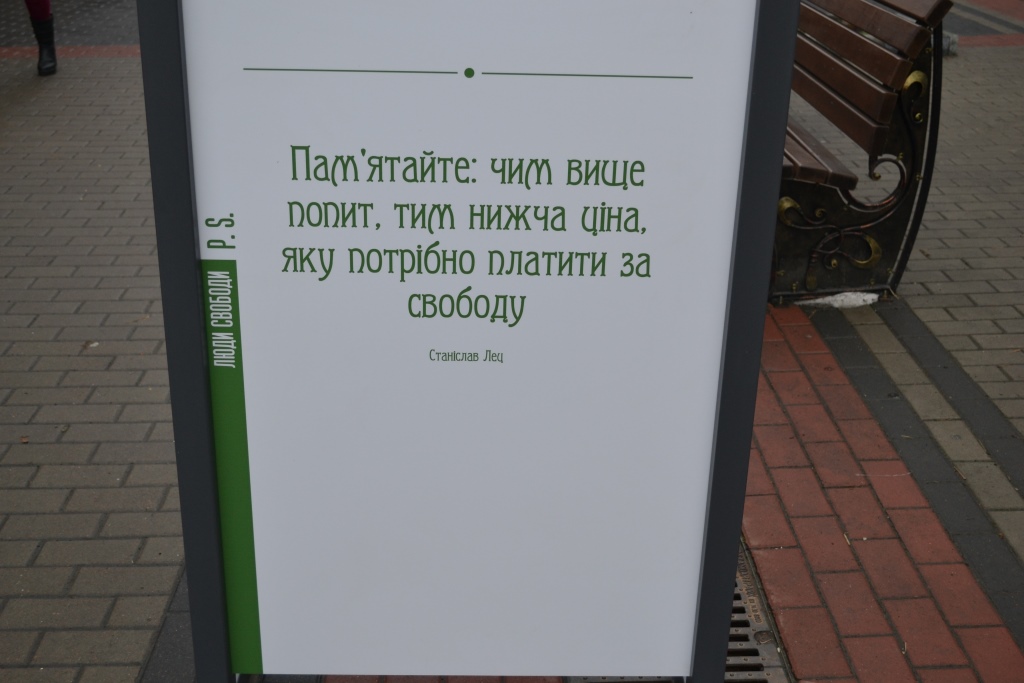 Пам'ятайте: чим вище
попит, тим нижча ціна,
яку потрібно платити за
свободу
Станіслав Лец
ЛЮДИ СВОБОДИ P. S.